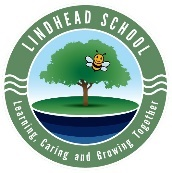 LINDHEAD SCHOOL
Learning, Caring and Growing Together